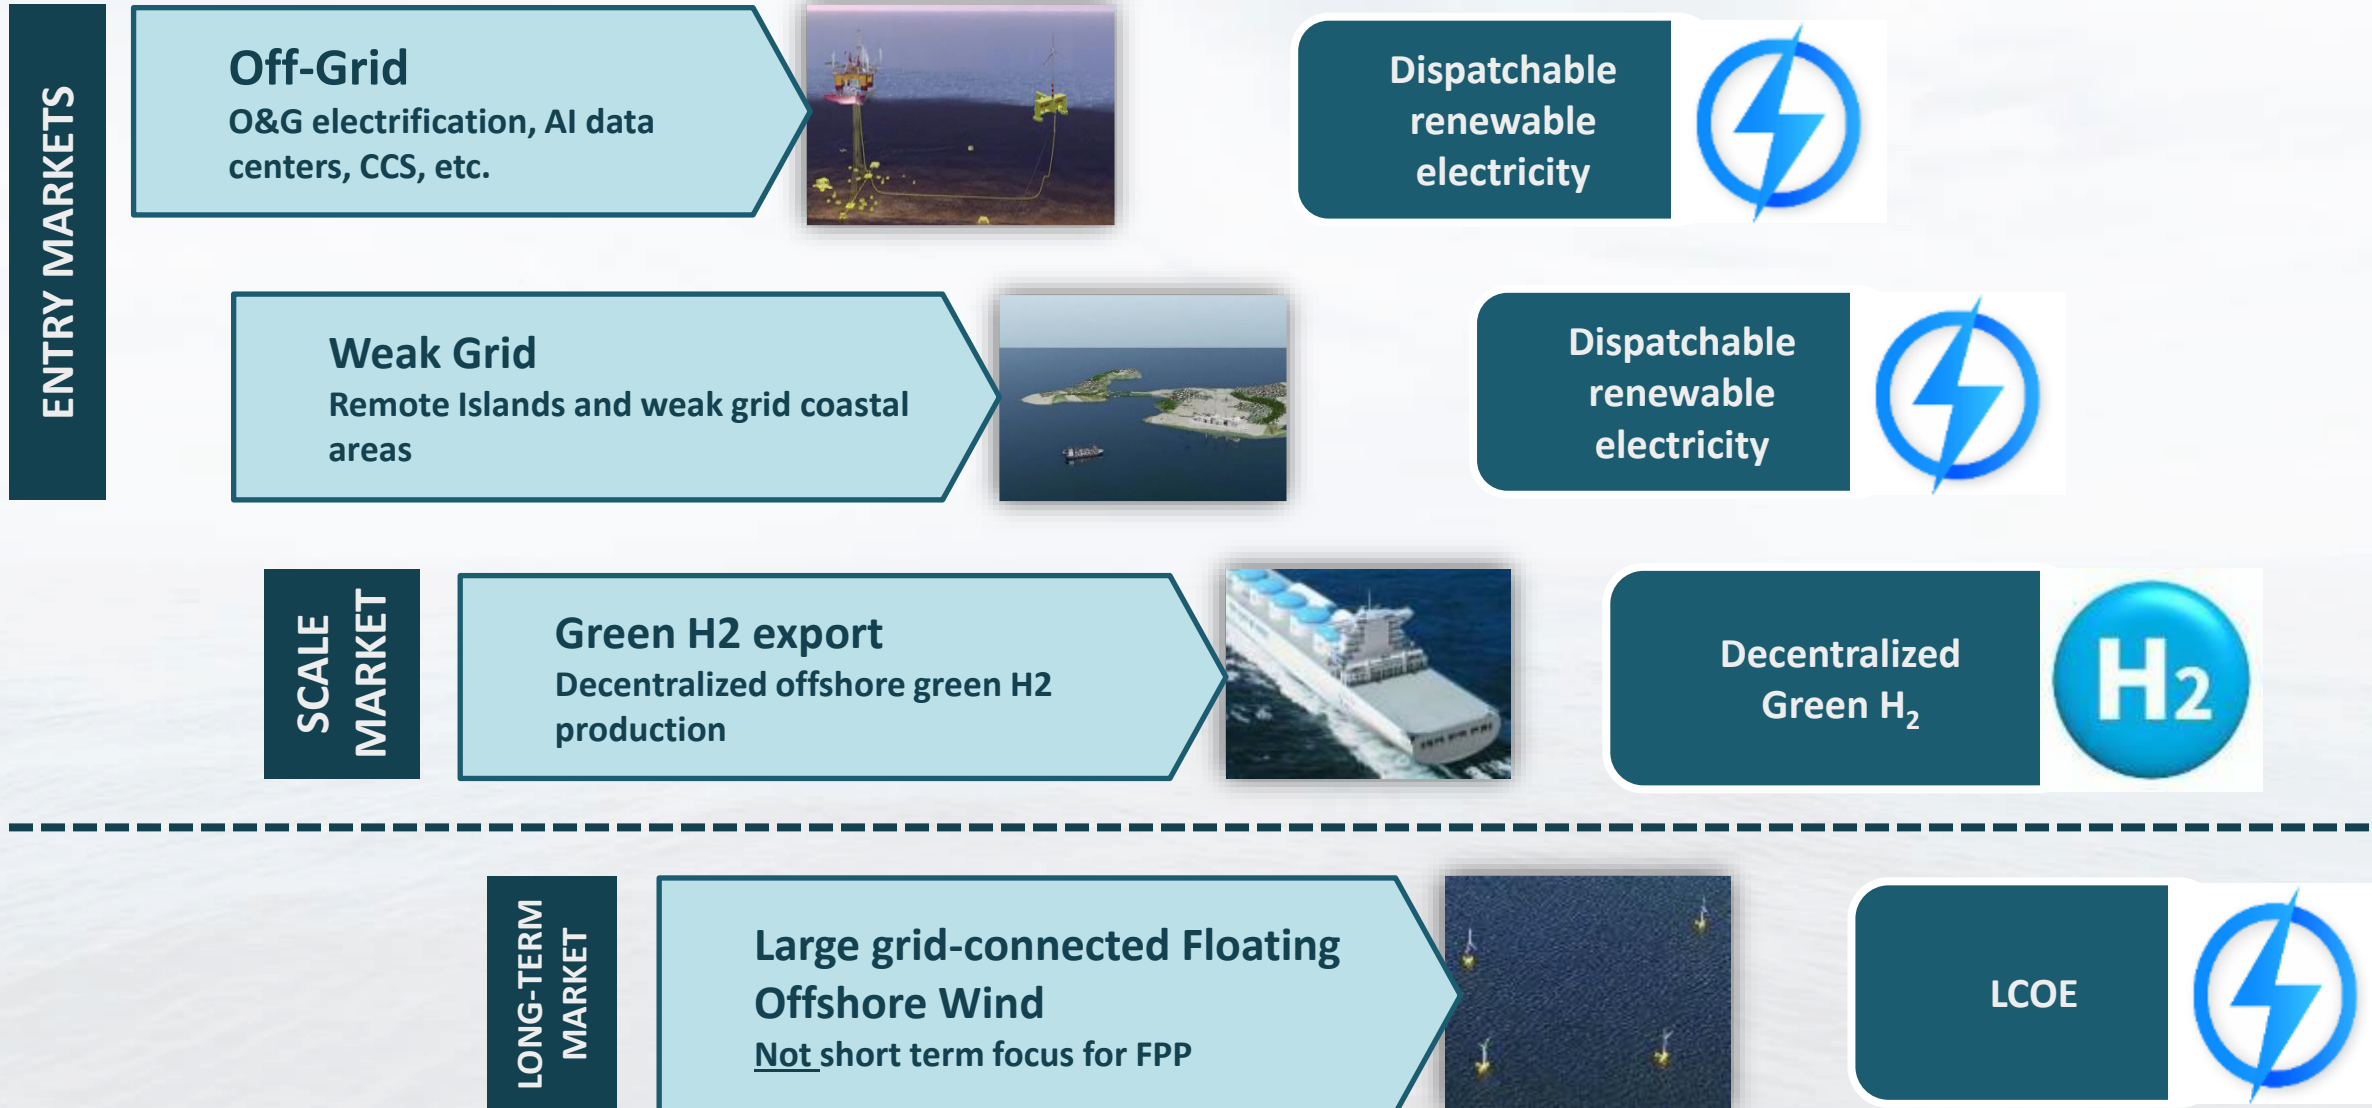 ENTRY MARKETS
Off-Grid
O&G electrification, AI data
centers, CCS, etc.
Dispatchable
renewable
electricity
Weak Grid
Remote Islands and weak grid coastal
areas
Dispatchable
renewable
electricity
SCALE
MARKET
Green H2 export
Decentralized offshore green H2
production
Decentralized
Green H₂
H2
LONG-TERM
MARKET
Large grid-connected Floating
Offshore Wind
Not short term focus for FPP
LCOE